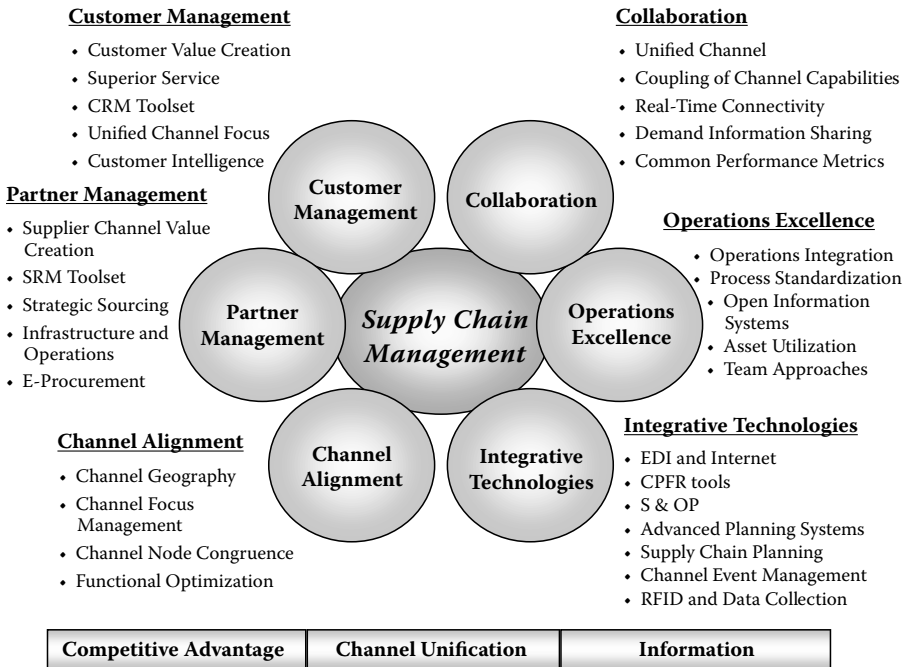 Customer Management
• Customer Value Creation
• Superior Service
• CRM Toolset
• Unified Channel Focus
• Customer Intelligence
Collaboration
• Unified Channel
• Coupling of Channel Capabilities
• Real-Time Connectivity
• Demand Information Sharing
• Common Performance Metrics
Partner Management
• Supplier Channel Value
Creation
• SRM Toolset
• Strategic Sourcing
• Infrastructure and
Operations
• E-Procurement
Customer
Management
Collaboration
Partner
Management
Supply Chain
Management
Operations
Excellence
Channel
Alignment
Integrative
Technologies
Operations Excellence
• Operations Integration
• Process Standardization
• Open Information
Systems
• Asset Utilization
• Team Approaches
Channel Alignment
• Channel Geography
• Channel Focus
Management
• Channel Node Congruence
• Functional Optimization
Integrative Technologies
• EDI and Internet
• CPFR tools
• S & OP
• Advanced Planning Systems
• Supply Chain Planning
• Channel Event Management
• RFID and Data Collection
Competitive Advantage
Channel Unification
Information